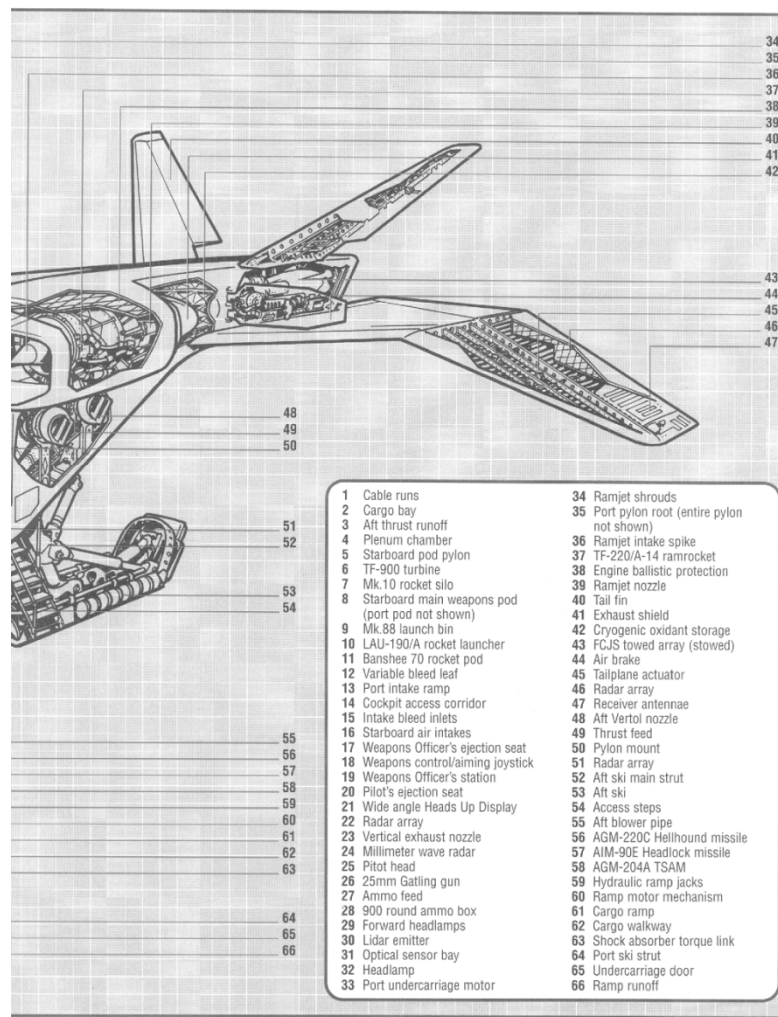 34
35
36
37
38
39
40
41
42
43
44
45
46
47
48
49
50
51
52
53
54
55
56
57
58
59
60
61
62
63
64
65
66
1 Cable runs
2 Cargo bay
3 Aft thrust runoff
4 Plenum chamber
5 Starboard pod pylon
6 TF-900 turbine
7 Mk.10 rocket silo
8 Starboard main weapons pod
(port pod not shown)
9 Mk.88 launch bin
10 LAU-190/A rocket launcher
11 Banshee 70 rocket pod
12 Variable bleed leaf
13 Port intake ramp
14 Cockpit access corridor
15 Intake bleed inlets
16 Starboard air intakes
17 Weapons Officer's ejection seat
18 Weapons control/aiming joystick
19 Weapons Officer's station
20 Pilot's ejection seat
21 Wide angle Heads Up Display
22 Radar array
23 Vertical exhaust nozzle
24 Millimeter wave radar
25 Pitot head
26 25mm Gatling gun
27 Ammo feed
28 900 round ammo box
29 Forward headlamps
30 Lidar emitter
31 Optical sensor bay
32 Headlamp
33 Port undercarriage motor
34 Ramjet shrouds
35 Port pylon root (entire pylon
not shown)
36 Ramjet intake spike
37 TF-220/A-14 ramrocket
38 Engine ballistic protection
39 Ramjet nozzle
40 Tail fin
41 Exhaust shield
42 Cryogenic oxidant storage
43 FCJS towed array (stowed)
44 Air brake
45 Tailplane actuator
46 Radar array
47 Receiver antennae
48 Aft Vertol nozzle
49 Thrust feed
50 Pylon mount
51 Radar array
52 Aft ski main strut
53 Aft ski
54 Access steps
55 Aft blower pipe
56 AGM-220C Hellhound missile
57 AIM-90E Headlock missile
58 AGM-204A TSAM
59 Hydraulic ramp jacks
60 Ramp motor mechanism
61 Cargo ramp
62 Cargo walkway
63 Shock absorber torque link
64 Port ski strut
65 Undercarriage door
66 Ramp runoff